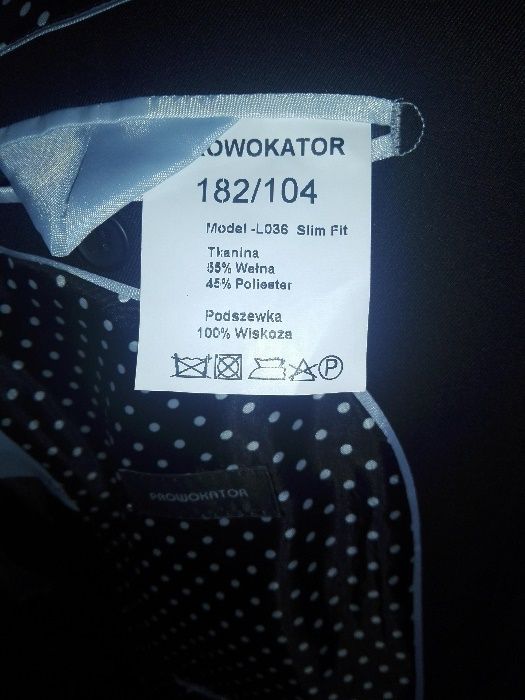 ROWOKATOR
182/104
Model -L036 Slim Fit
Tkanina
55% Wełna
45% Poliester
Podszewka
100% Wiskoza
P
PROWOKATOR